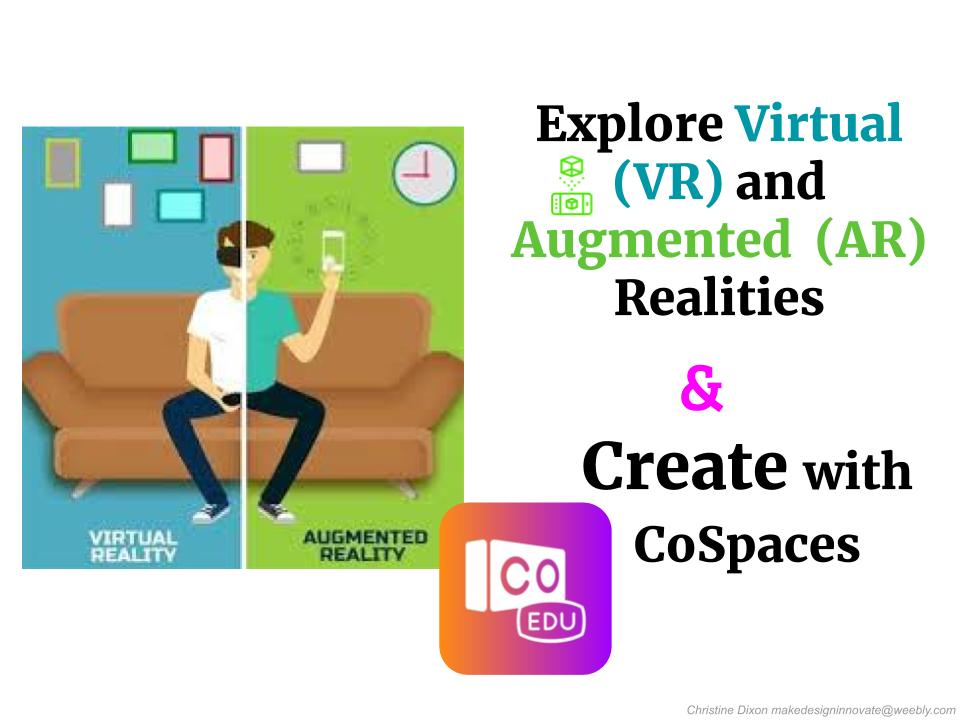 Explore Virtual
(VR) and
Augmented (AR)
Realities
&
Create with
CoSpaces
VIRTUAL
REALITY
AUGMENTED
REALITY
CO
EDU
Christine Dixon makedesigninnovate@weebly.com